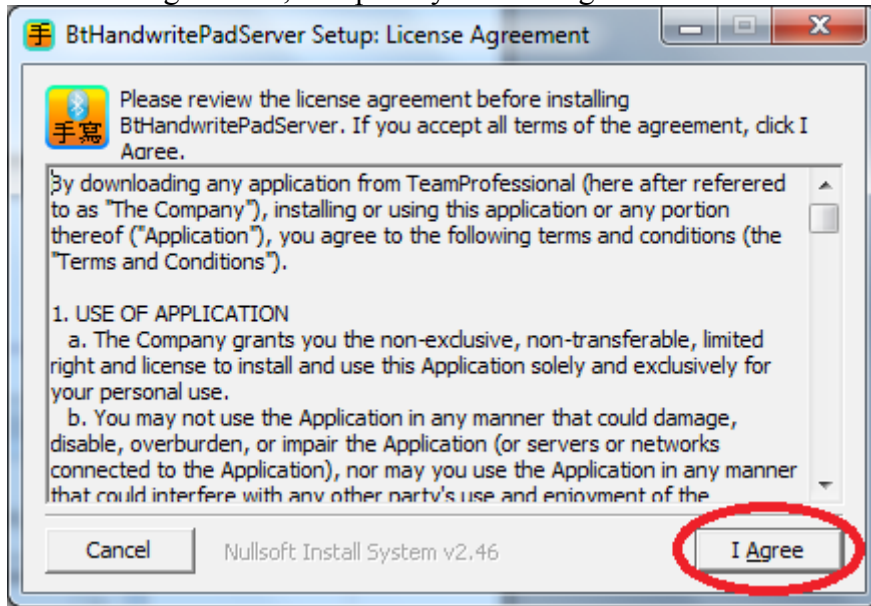 BtHandwritePadServer Setup: License Agreement
手寫
Please review the license agreement before installing
BtHandwritePadServer. If you accept all terms of the agreement, click I
Agree.
By downloading any application from TeamProfessional (here after referered
to as "The Company"), installing or using this application or any portion
thereof ("Application"), you agree to the following terms and conditions (the
"Terms and Conditions").
1. USE OF APPLICATION
a. The Company grants you the non-exclusive, non-transferable, limited
right and license to install and use this Application solely and exclusively for
your personal use.
b. You may not use the Application in any manner that could damage,
disable, overburden, or impair the Application (or servers or networks
connected to the Application), nor may you use the Application in any manner
that could interfere with any other party's use and enjoyment of the
Cancel
Nullsoft Install System v2.46
I Agree